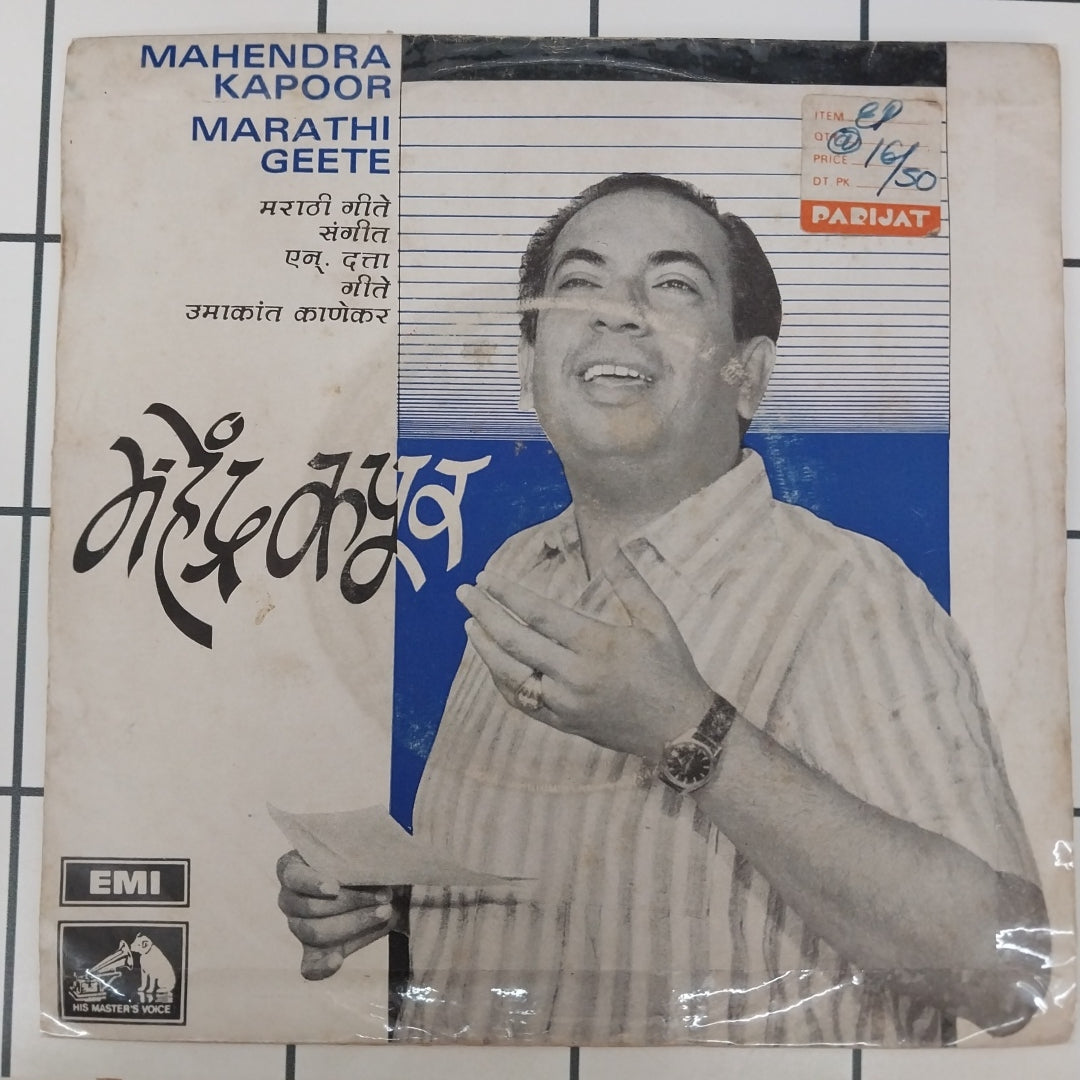 MAHENDRA
KAPOOR
MARATHI
GEETE
मराठी गीते
संगीत
एन्. दत्ता
गीते
उमाकांत काणेकर
महेंद्र कपूर
ITEM EP
QTY @
PRICE 16/50
DT. PK.
PARIJAT
EMI
HIS MASTER'S VOICE